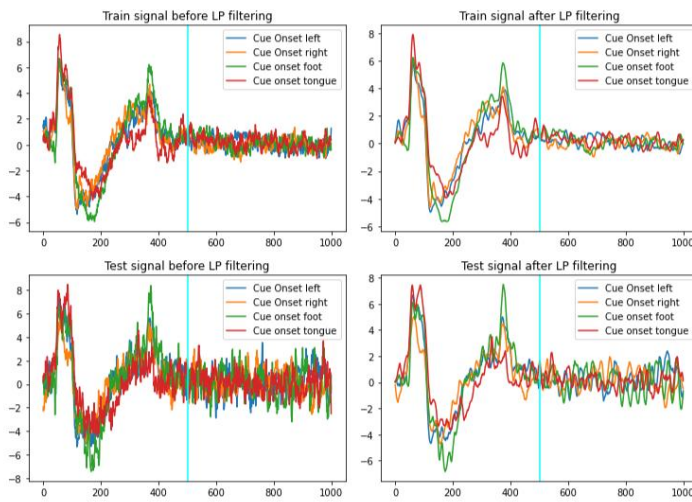 Train signal before LP filtering
8
6
4
2
0
−2
−4
−6
0 200 400 600 800 1000
Cue Onset left
Cue Onset right
Cue onset foot
Cue onset tongue
Train signal after LP filtering
8
6
4
2
0
−2
−4
−6
0 200 400 600 800 1000
Cue Onset left
Cue Onset right
Cue onset foot
Cue onset tongue
Test signal before LP filtering
8
6
4
2
0
−2
−4
−6
−8
0 200 400 600 800 1000
Cue Onset left
Cue Onset right
Cue onset foot
Cue onset tongue
Test signal after LP filtering
8
6
4
2
0
−2
−4
−6
0 200 400 600 800 1000
Cue Onset left
Cue Onset right
Cue onset foot
Cue onset tongue